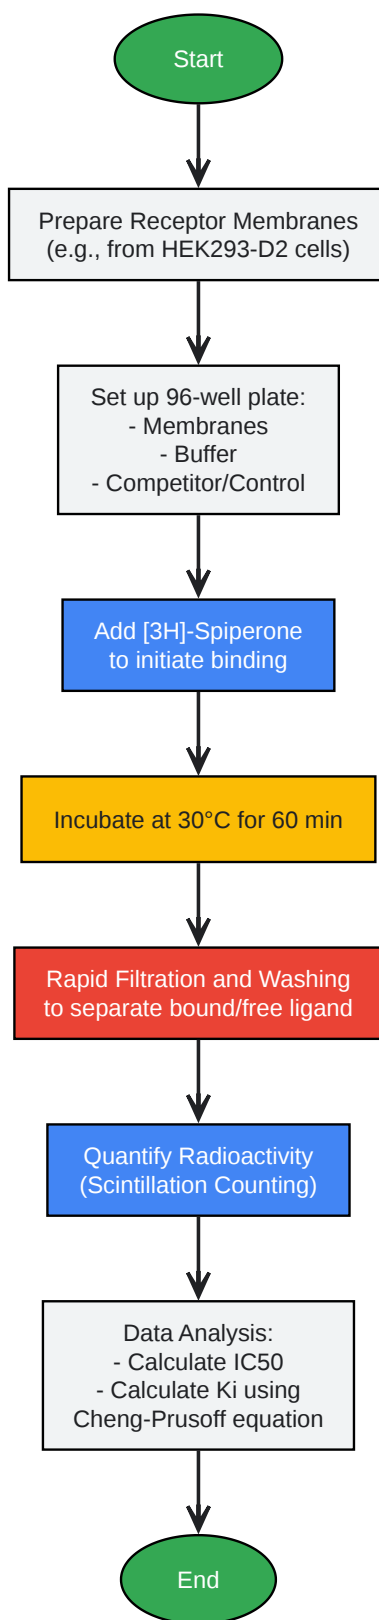 Start
Prepare Receptor Membranes
(e.g., from HEK293-D2 cells)
Set up 96-well plate:
- Membranes
- Buffer
- Competitor/Control
Add [3H]-Spiperone
to initiate binding
Incubate at 30°C for 60 min
Rapid Filtration and Washing
to separate bound/free ligand
Quantify Radioactivity
(Scintillation Counting)
Data Analysis:
- Calculate IC50
- Calculate Ki using
Cheng-Prusoff equation
End